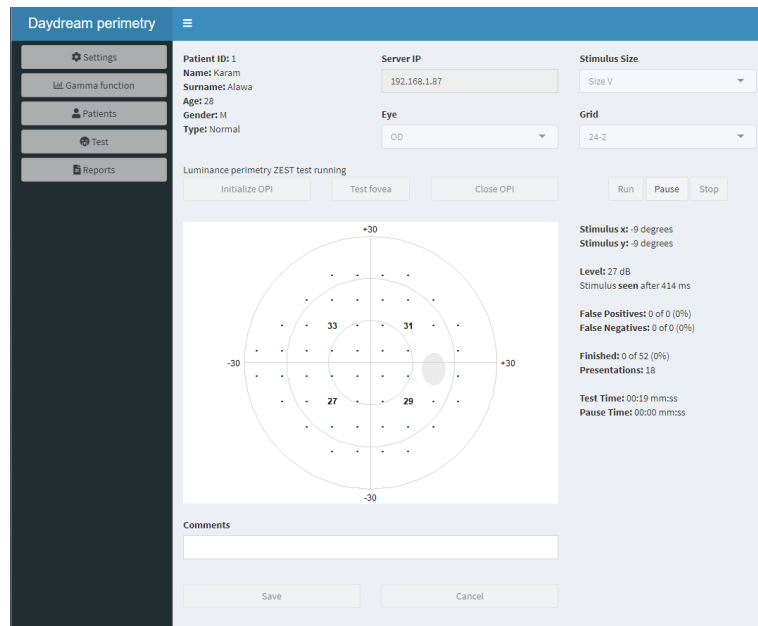 Daydream perimetry
Settings
Gamma function
Patients
Test
Reports
Patient ID: 1
Name: Karam
Surname: Alawa
Age: 28
Gender: M
Type: Normal
Server IP
192.168.1.87
Eye
OD
Stimulus Size
Size V
Grid
24-2
Luminance perimetry ZEST test running
Initialize OPI Test fovea Close OPI Run Pause Stop
+30
33 31
-30 +30
27 29
-30
Stimulus x: -9 degrees
Stimulus y: -9 degrees
Level: 27 dB
Stimulus seen after 414 ms
False Positives: 0 of 0 (0%)
False Negatives: 0 of 0 (0%)
Finished: 0 of 52 (0%)
Presentations: 18
Test Time: 00:19 mm:ss
Pause Time: 00:00 mm:ss
Comments
Save Cancel